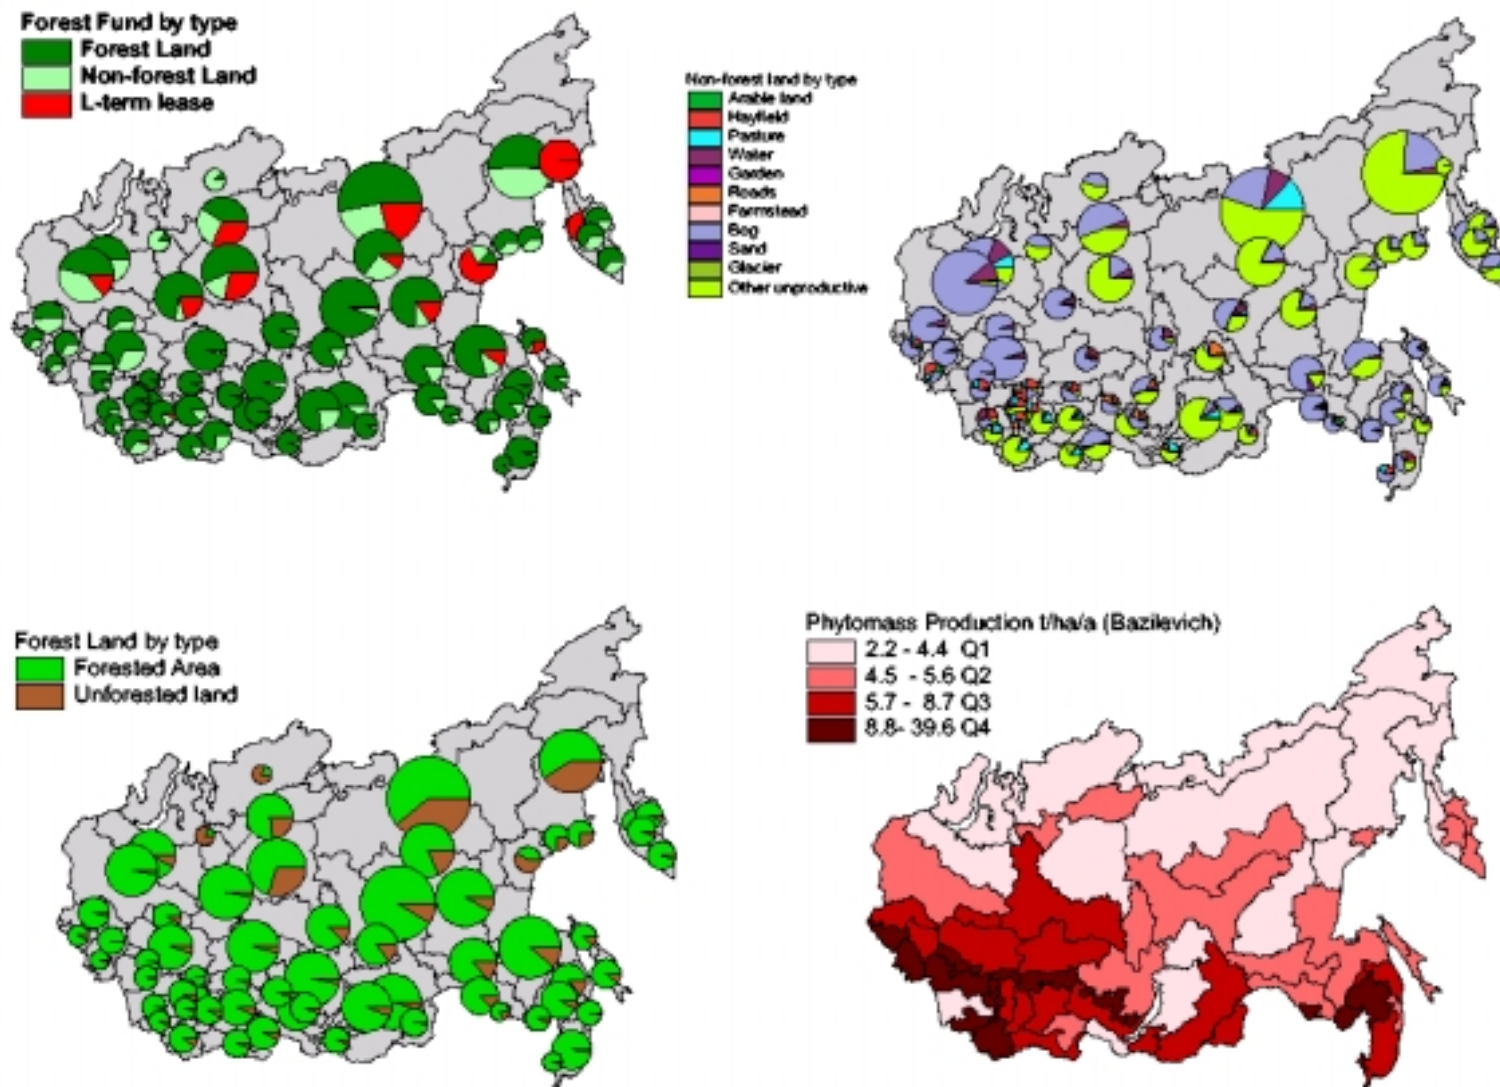 Forest Fund by type
Forest Land
Non-forest Land
L-term lease
Non-forest land by type
Arable land
Hayfield
Pasture
Water
Garden
Roads
Farmstead
Bog
Sand
Glacier
Other unproductive
Forest Land by type
Forested Area
Unforested land
Phytomass Production t/ha/a (Bazilevich)
2.2 - 4.4 Q1
4.5 - 5.6 Q2
5.7 - 8.7 Q3
8.8- 39.6 Q4